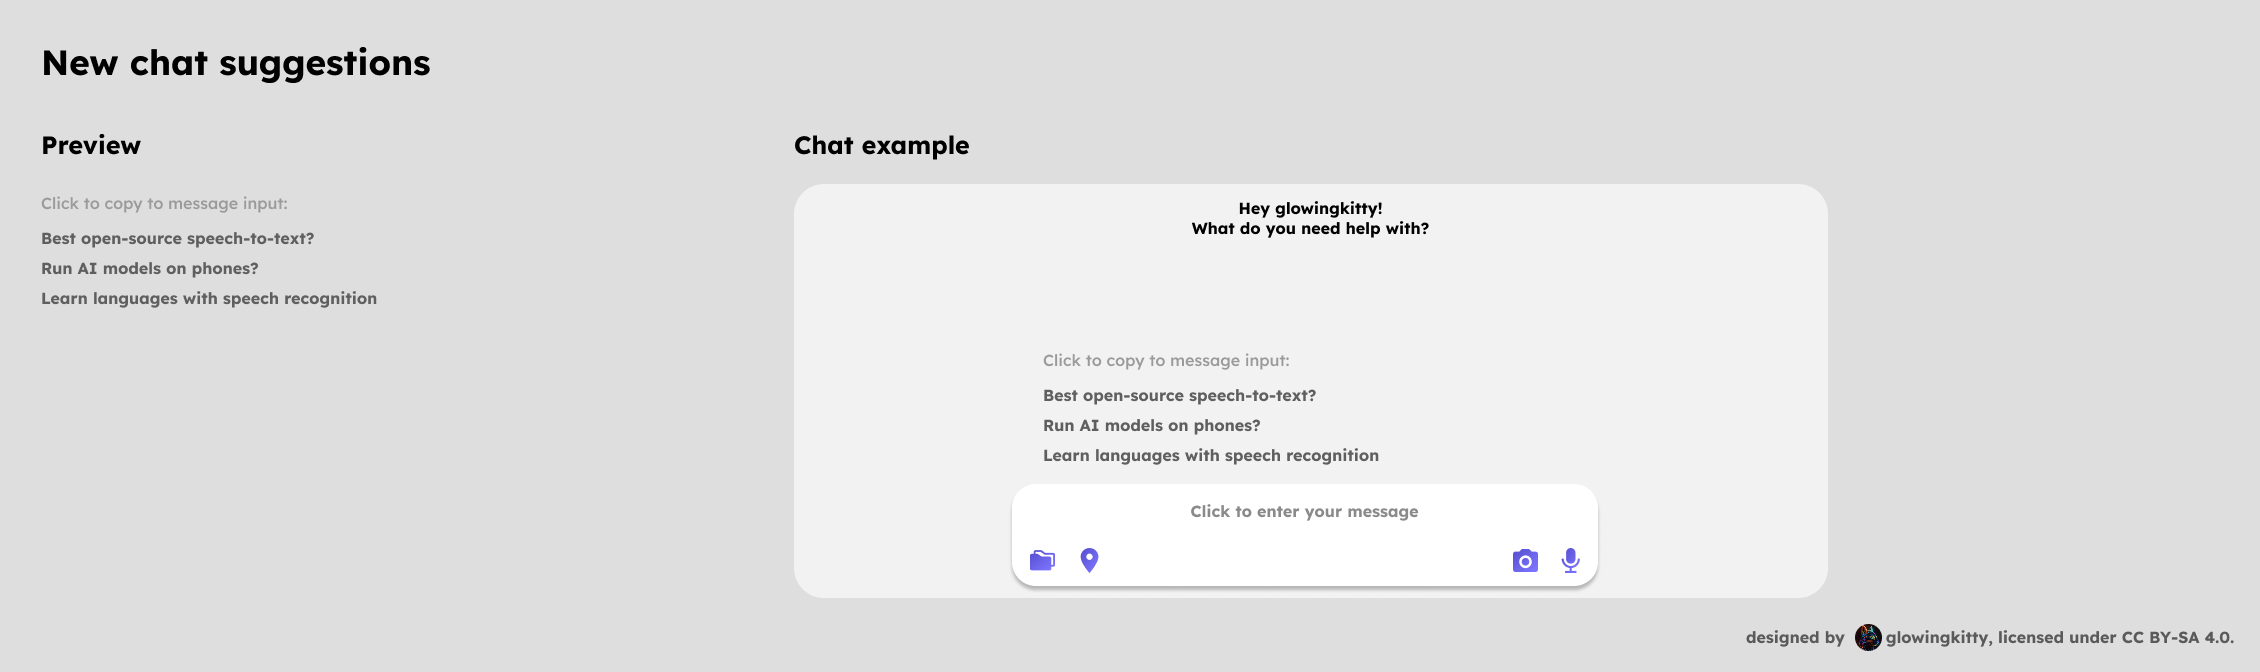 New chat suggestions
Preview
Click to copy to message input:
Best open-source speech-to-text?
Run AI models on phones?
Learn languages with speech recognition
Chat example
Hey glowingkitty!
What do you need help with?
Click to copy to message input:
Best open-source speech-to-text?
Run AI models on phones?
Learn languages with speech recognition
Click to enter your message
designed by glowingkitty, licensed under CC BY-SA 4.0.